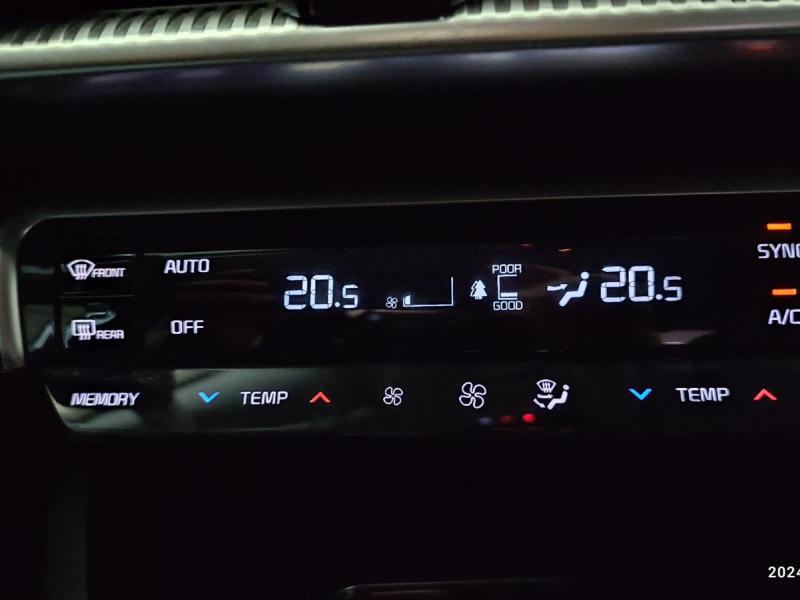 FRONT
AUTO
20.5
POOR
GOOD
20.5
SYNC
REAR
OFF
A/C
MEMORY
TEMP
TEMP
2024